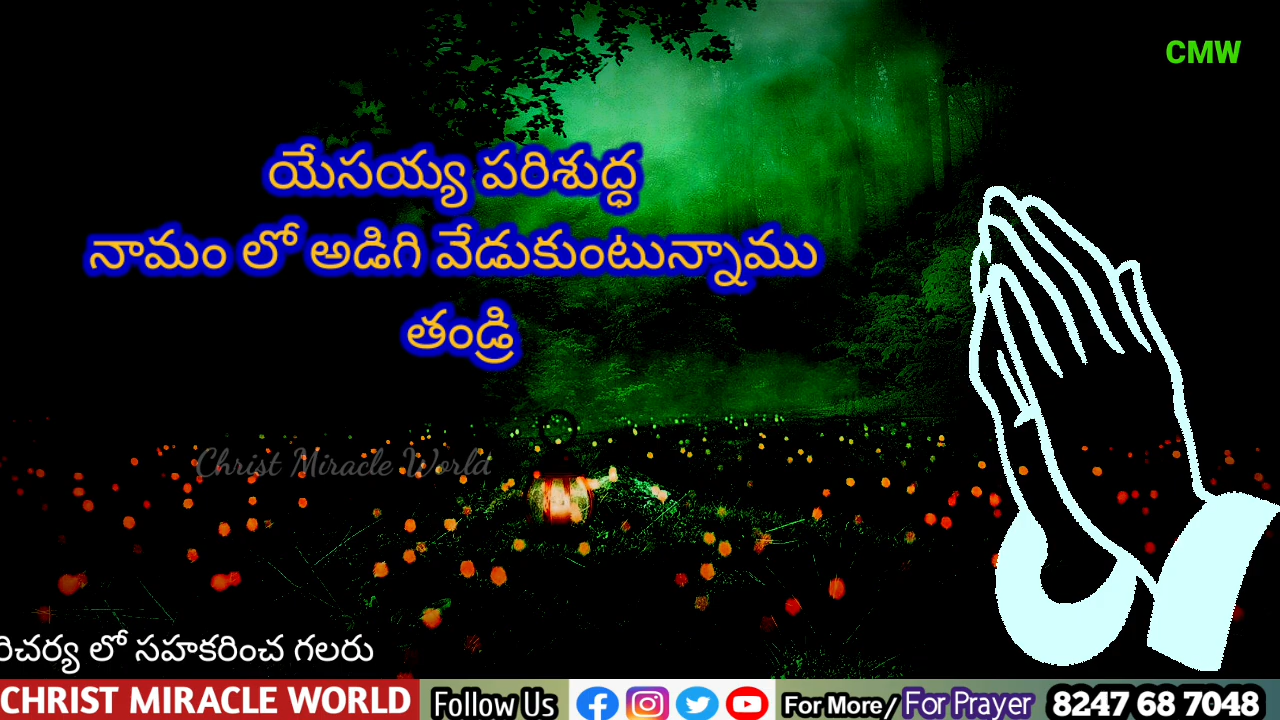 CMW
యేసయ్య పరిశుద్ధ
నామం లో అడిగి వేడుకుంటున్నాము
తండ్రి
Christ Miracle World
లో సహకరించ గలరు
CHRIST MIRACLE WORLD Follow Us For More/ For Prayer 8247 68 7048